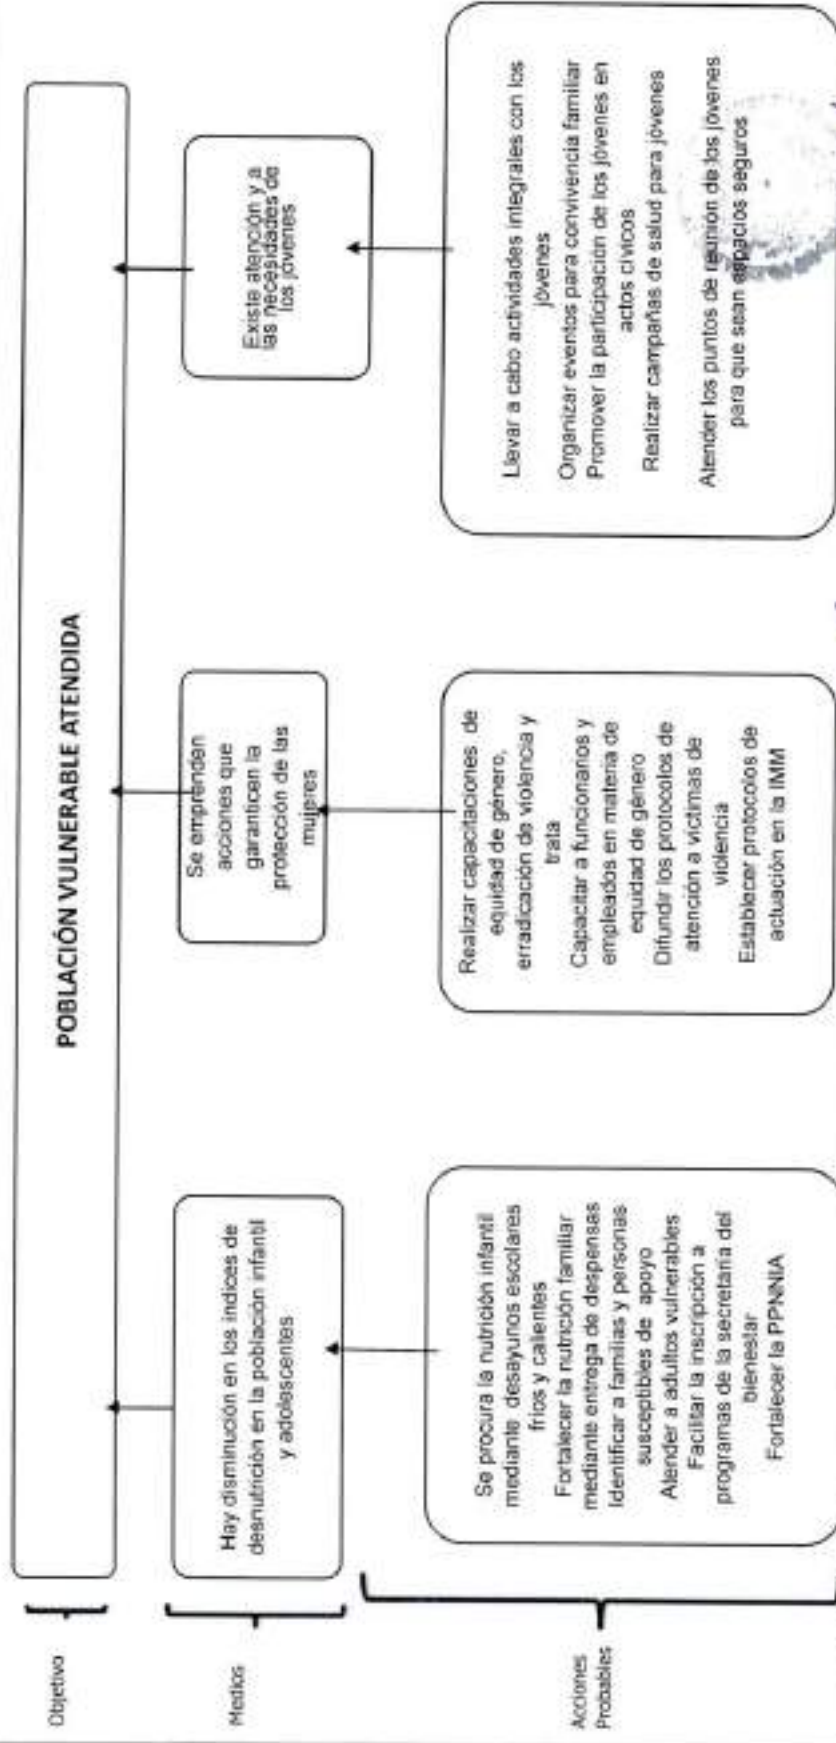 Objetivo
POBLACIÓN VULNERABLE ATENDIDA
Medios
Hay disminución en los índices de
desnutrición en la población infantil
y adolescentes
Se emprenden
acciones que
garanticen la
protección de las
mujeres
Existe atención y a
las necesidades de
los jóvenes
Acciones
Probables
Se procura la nutrición infantil
mediante desayunos escolares
fríos y calientes
Fortalecer la nutrición familiar
mediante entrega de despensas
Identificar a familias y personas
susceptibles de apoyo
Atender a adultos vulnerables
Facilitar la inscripción a
programas de la secretaria del
bienestar
Fortalecer la PPNNIA
Realizar capacitaciones de
equidad de género,
erradicación de violencia y
trata
Capacitar a funcionarios y
empleados en materia de
equidad de género
Difundir los protocolos de
atención a víctimas de
violencia
Establecer protocolos de
actuación en la IMM
Llevar a cabo actividades integrales con los
jóvenes
Organizar eventos para convivencia familiar
Promover la participación de los jóvenes en
actos cívicos
Realizar campañas de salud para jóvenes
Atender los puntos de reunión de los jóvenes
para que sean espacios seguros